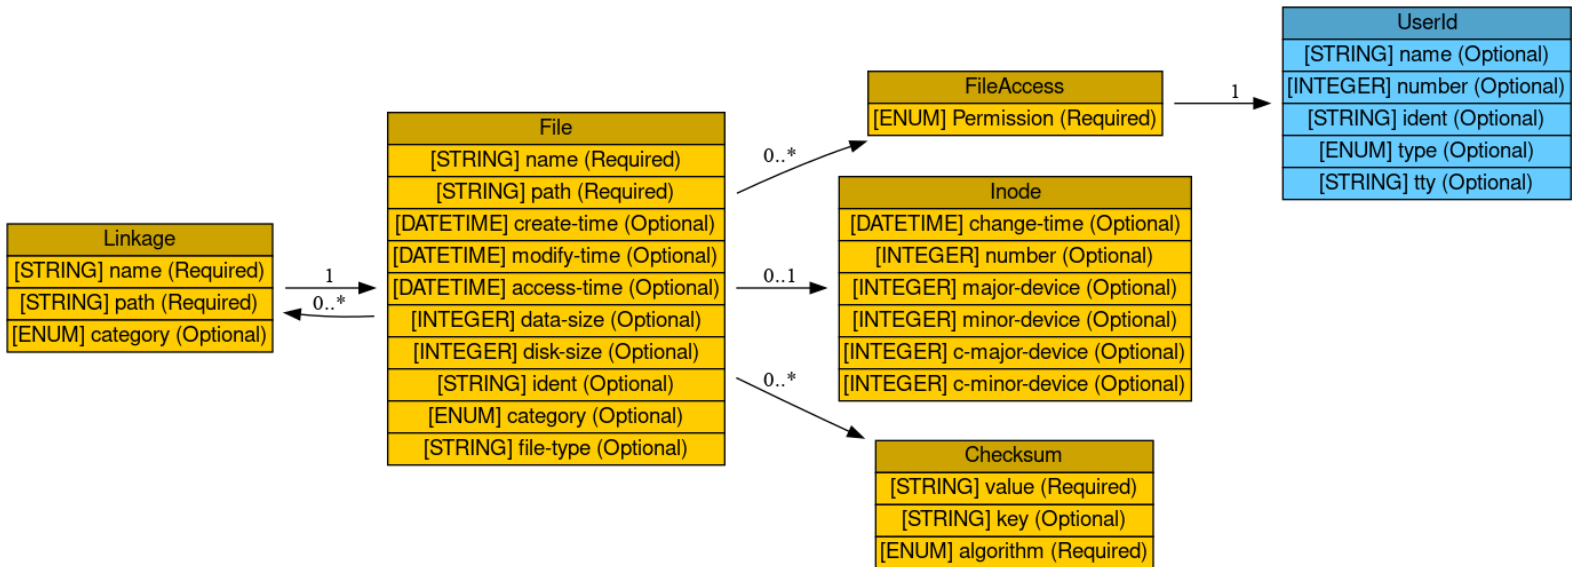 Linkage
[STRING] name (Required)
[STRING] path (Required)
[ENUM] category (Optional)
1
0..*
File
[STRING] name (Required)
[STRING] path (Required)
[DATETIME] create-time (Optional)
[DATETIME] modify-time (Optional)
[DATETIME] access-time (Optional)
[INTEGER] data-size (Optional)
[INTEGER] disk-size (Optional)
[STRING] ident (Optional)
[ENUM] category (Optional)
[STRING] file-type (Optional)
0..*
0..1
0..*
FileAccess
[ENUM] Permission (Required)
1
Inode
[DATETIME] change-time (Optional)
[INTEGER] number (Optional)
[INTEGER] major-device (Optional)
[INTEGER] minor-device (Optional)
[INTEGER] c-major-device (Optional)
[INTEGER] c-minor-device (Optional)
Checksum
[STRING] value (Required)
[STRING] key (Optional)
[ENUM] algorithm (Required)
UserId
[STRING] name (Optional)
[INTEGER] number (Optional)
[STRING] ident (Optional)
[ENUM] type (Optional)
[STRING] tty (Optional)